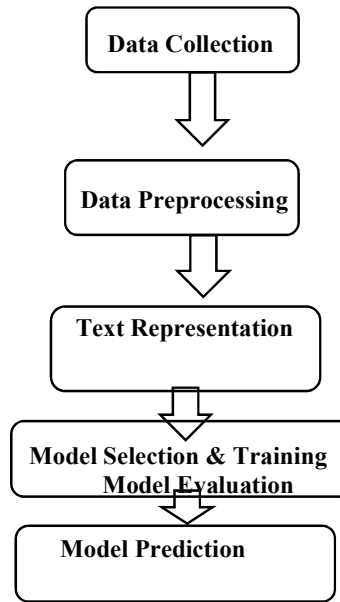 Data Collection
Data Preprocessing
Text Representation
Model Selection & Training
Model Evaluation
Model Prediction